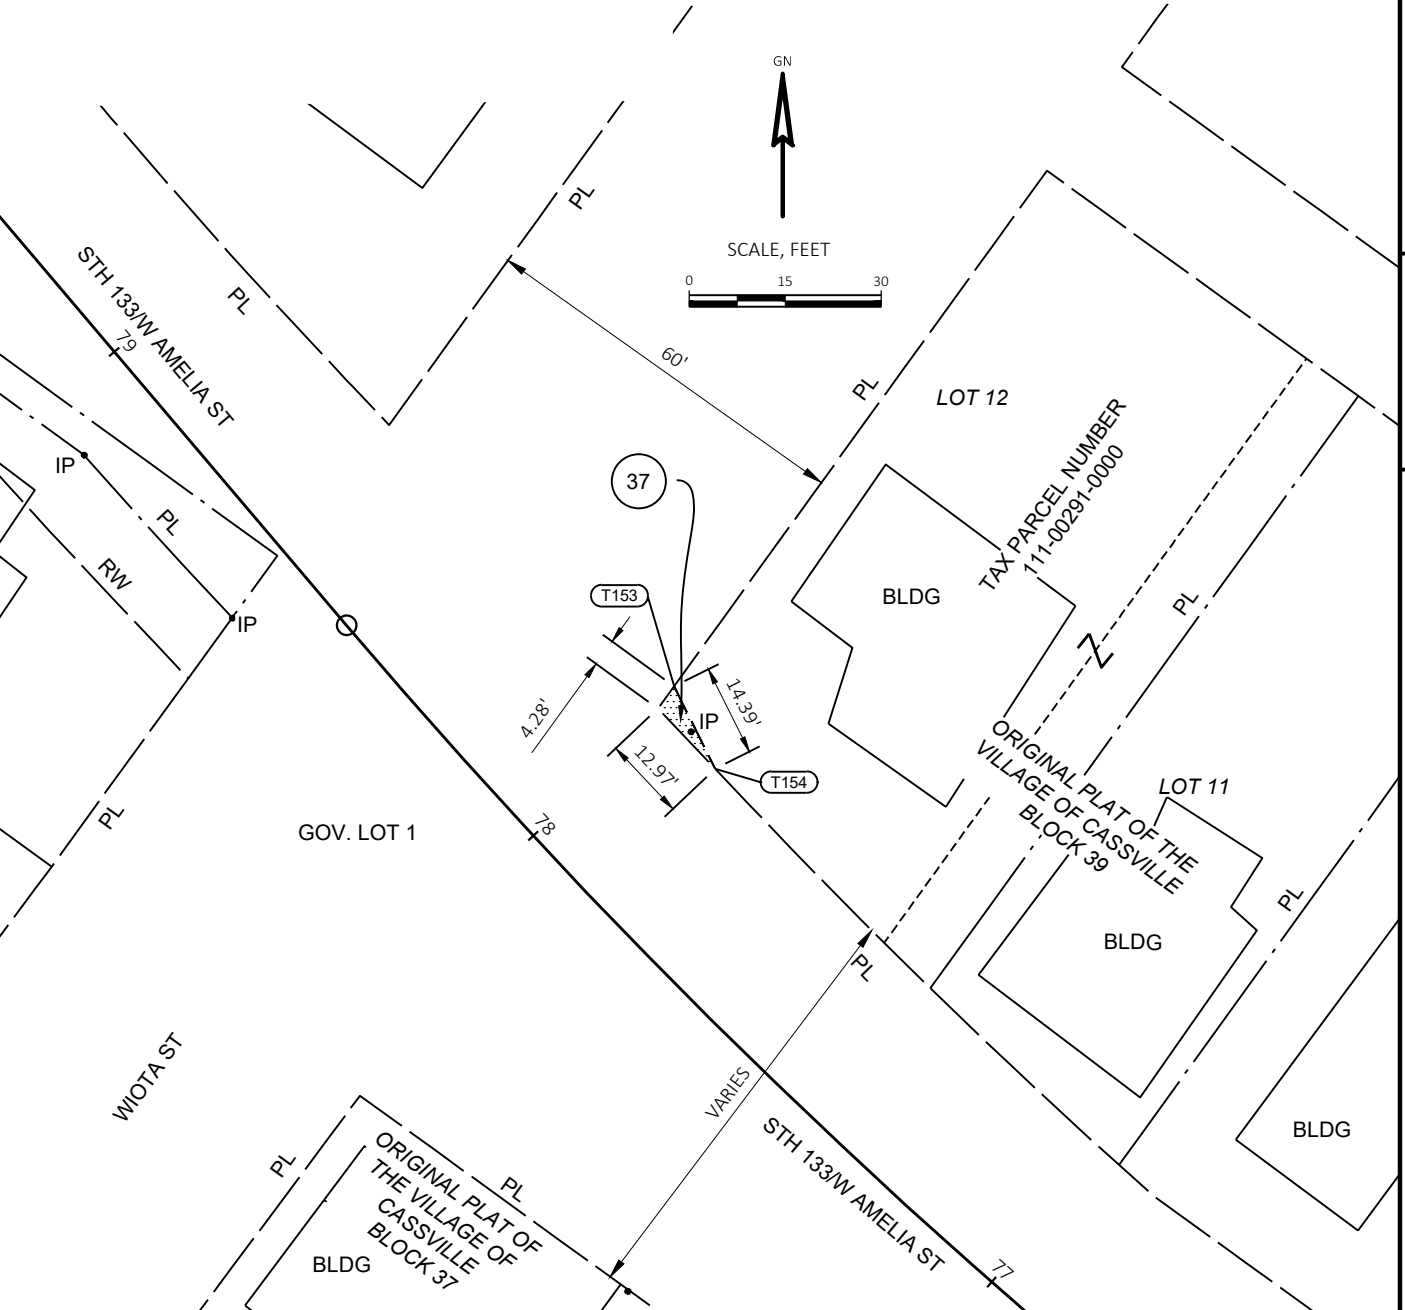 GN
SCALE, FEET
0 15 30
PL
PL
STH 133/W AMELIA ST
79
60'
PL
LOT 12
TAX PARCEL NUMBER
111-00291-0000
IP
PL
RW
IP
37
T153
BLDG
PL
14.39'
4.28'
IP
12.97'
T154
ORIGINAL PLAT OF THE
VILLAGE OF CASSVILLE
BLOCK 39
LOT 11
PL
GOV. LOT 1
78
PL
BLDG
PL
WIOTA ST
VARIES
STH 133/W AMELIA ST
BLDG
PL
PL
ORIGINAL PLAT OF
THE VILLAGE OF
CASSVILLE
BLOCK 37
BLDG
77